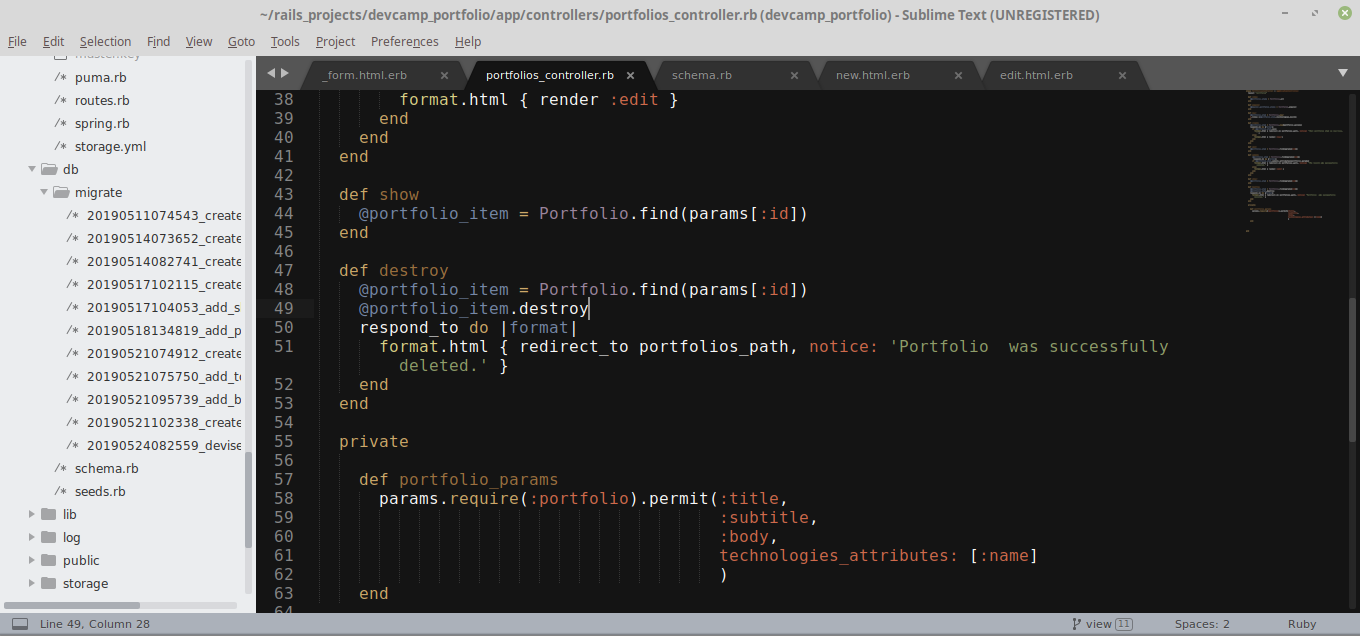 ~/rails_projects/devcamp_portfolio/app/controllers/portfolios_controller.rb (devcamp_portfolio) - Sublime Text (UNREGISTERED)
File Edit Selection Find View Goto Tools Project Preferences Help
/* puma.rb
/* routes.rb
/* spring.rb
/* storage.yml
db
migrate
/* 20190511074543_create
/* 20190514073652_create
/* 20190514082741_create
/* 20190517102115_create
/* 20190517104053_add_s
/* 20190518134819_add_p
/* 20190521074912_create
/* 20190521075750_add_t
/* 20190521095739_add_b
/* 20190521102338_create
/* 20190524082559_devise
/* schema.rb
/* seeds.rb
lib
log
public
storage
_form.html.erb portfolios_controller.rb schema.rb new.html.erb edit.html.erb
38 format.html { render :edit }
39 end
40 end
41 end
42
43 def show
44 @portfolio_item = Portfolio.find(params[:id])
45 end
46
47 def destroy
48 @portfolio_item = Portfolio.find(params[:id])
49 @portfolio_item.destroy
50 respond_to do |format|
51 format.html { redirect_to portfolios_path, notice: 'Portfolio  was successfully
deleted.' }
52 end
53 end
54
55 private
56
57 def portfolio_params
58 params.require(:portfolio).permit(:title,
59 :subtitle,
60 :body,
61 technologies_attributes: [:name]
62 )
63 end
64
Line 49, Column 28 view 11 Spaces: 2 Ruby